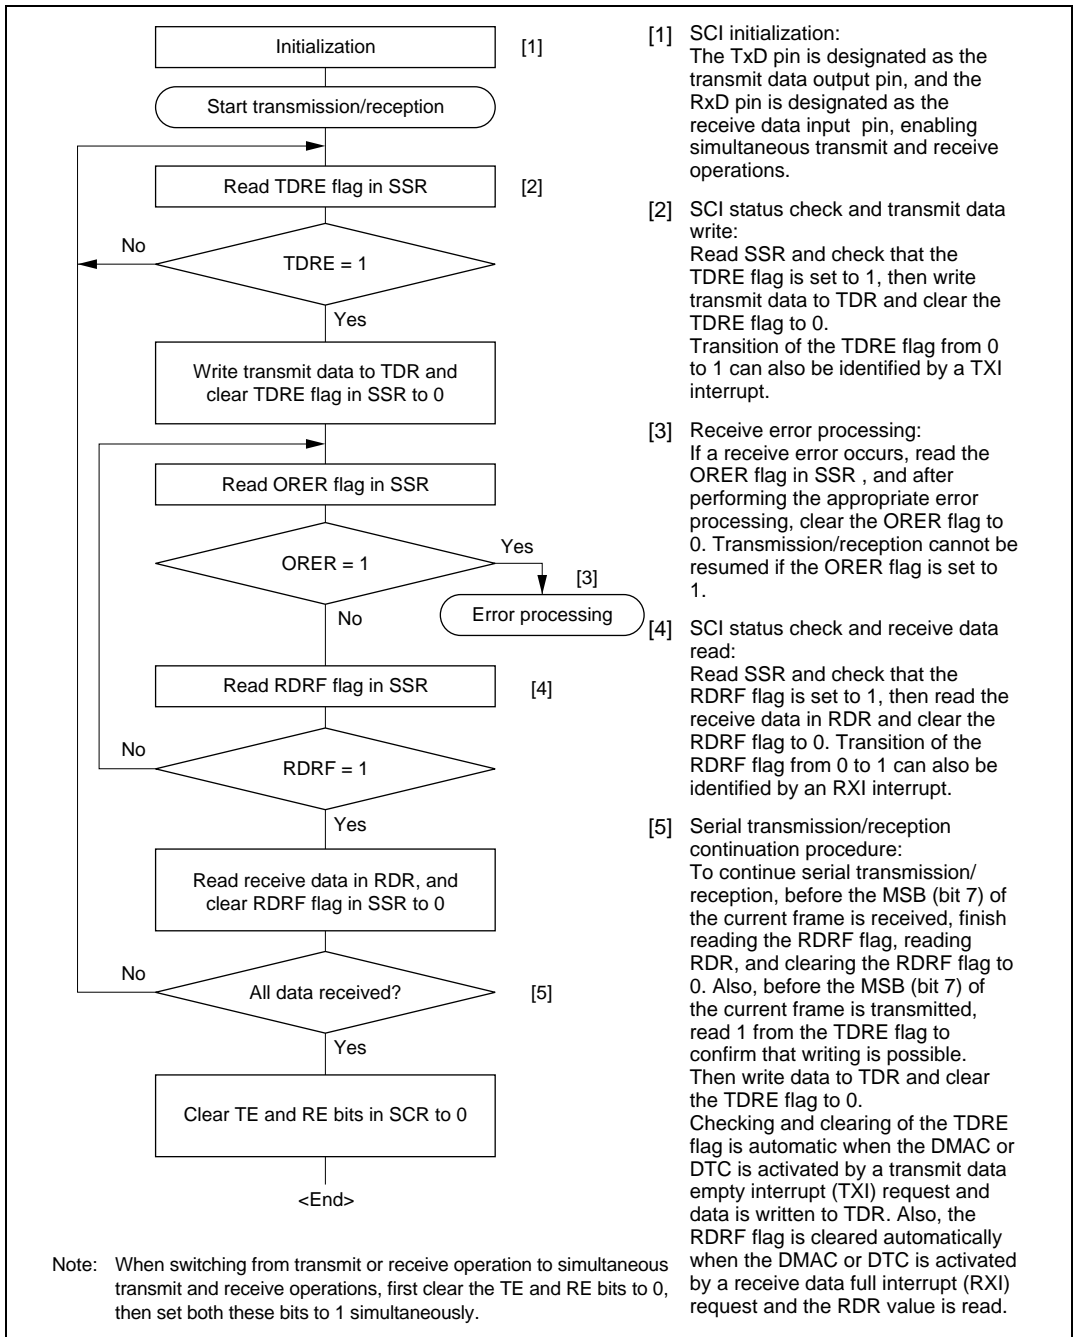 Initialization [1]
Start transmission/reception
Read TDRE flag in SSR [2]
No
TDRE = 1
Yes
Write transmit data to TDR and
clear TDRE flag in SSR to 0
Read ORER flag in SSR
ORER = 1
Yes
[3]
Error processing
No
Read RDRF flag in SSR [4]
No
RDRF = 1
Yes
Read receive data in RDR, and
clear RDRF flag in SSR to 0
No
All data received? [5]
Yes
Clear TE and RE bits in SCR to 0
<End>
[1] SCI initialization:
The TxD pin is designated as the
transmit data output pin, and the
RxD pin is designated as the
receive data input pin, enabling
simultaneous transmit and receive
operations.
[2] SCI status check and transmit data
write:
Read SSR and check that the
TDRE flag is set to 1, then write
transmit data to TDR and clear the
TDRE flag to 0.
Transition of the TDRE flag from 0
to 1 can also be identified by a TXI
interrupt.
[3] Receive error processing:
If a receive error occurs, read the
ORER flag in SSR , and after
performing the appropriate error
processing, clear the ORER flag to
0. Transmission/reception cannot be
resumed if the ORER flag is set to
1.
[4] SCI status check and receive data
read:
Read SSR and check that the
RDRF flag is set to 1, then read the
receive data in RDR and clear the
RDRF flag to 0. Transition of the
RDRF flag from 0 to 1 can also be
identified by an RXI interrupt.
[5] Serial transmission/reception
continuation procedure:
To continue serial transmission/
reception, before the MSB (bit 7) of
the current frame is received, finish
reading the RDRF flag, reading
RDR, and clearing the RDRF flag to
0. Also, before the MSB (bit 7) of
the current frame is transmitted,
read 1 from the TDRE flag to
confirm that writing is possible.
Then write data to TDR and clear
the TDRE flag to 0.
Checking and clearing of the TDRE
flag is automatic when the DMAC or
DTC is activated by a transmit data
empty interrupt (TXI) request and
data is written to TDR. Also, the
RDRF flag is cleared automatically
when the DMAC or DTC is activated
by a receive data full interrupt (RXI)
request and the RDR value is read.
Note: When switching from transmit or receive operation to simultaneous
transmit and receive operations, first clear the TE and RE bits to 0,
then set both these bits to 1 simultaneously.